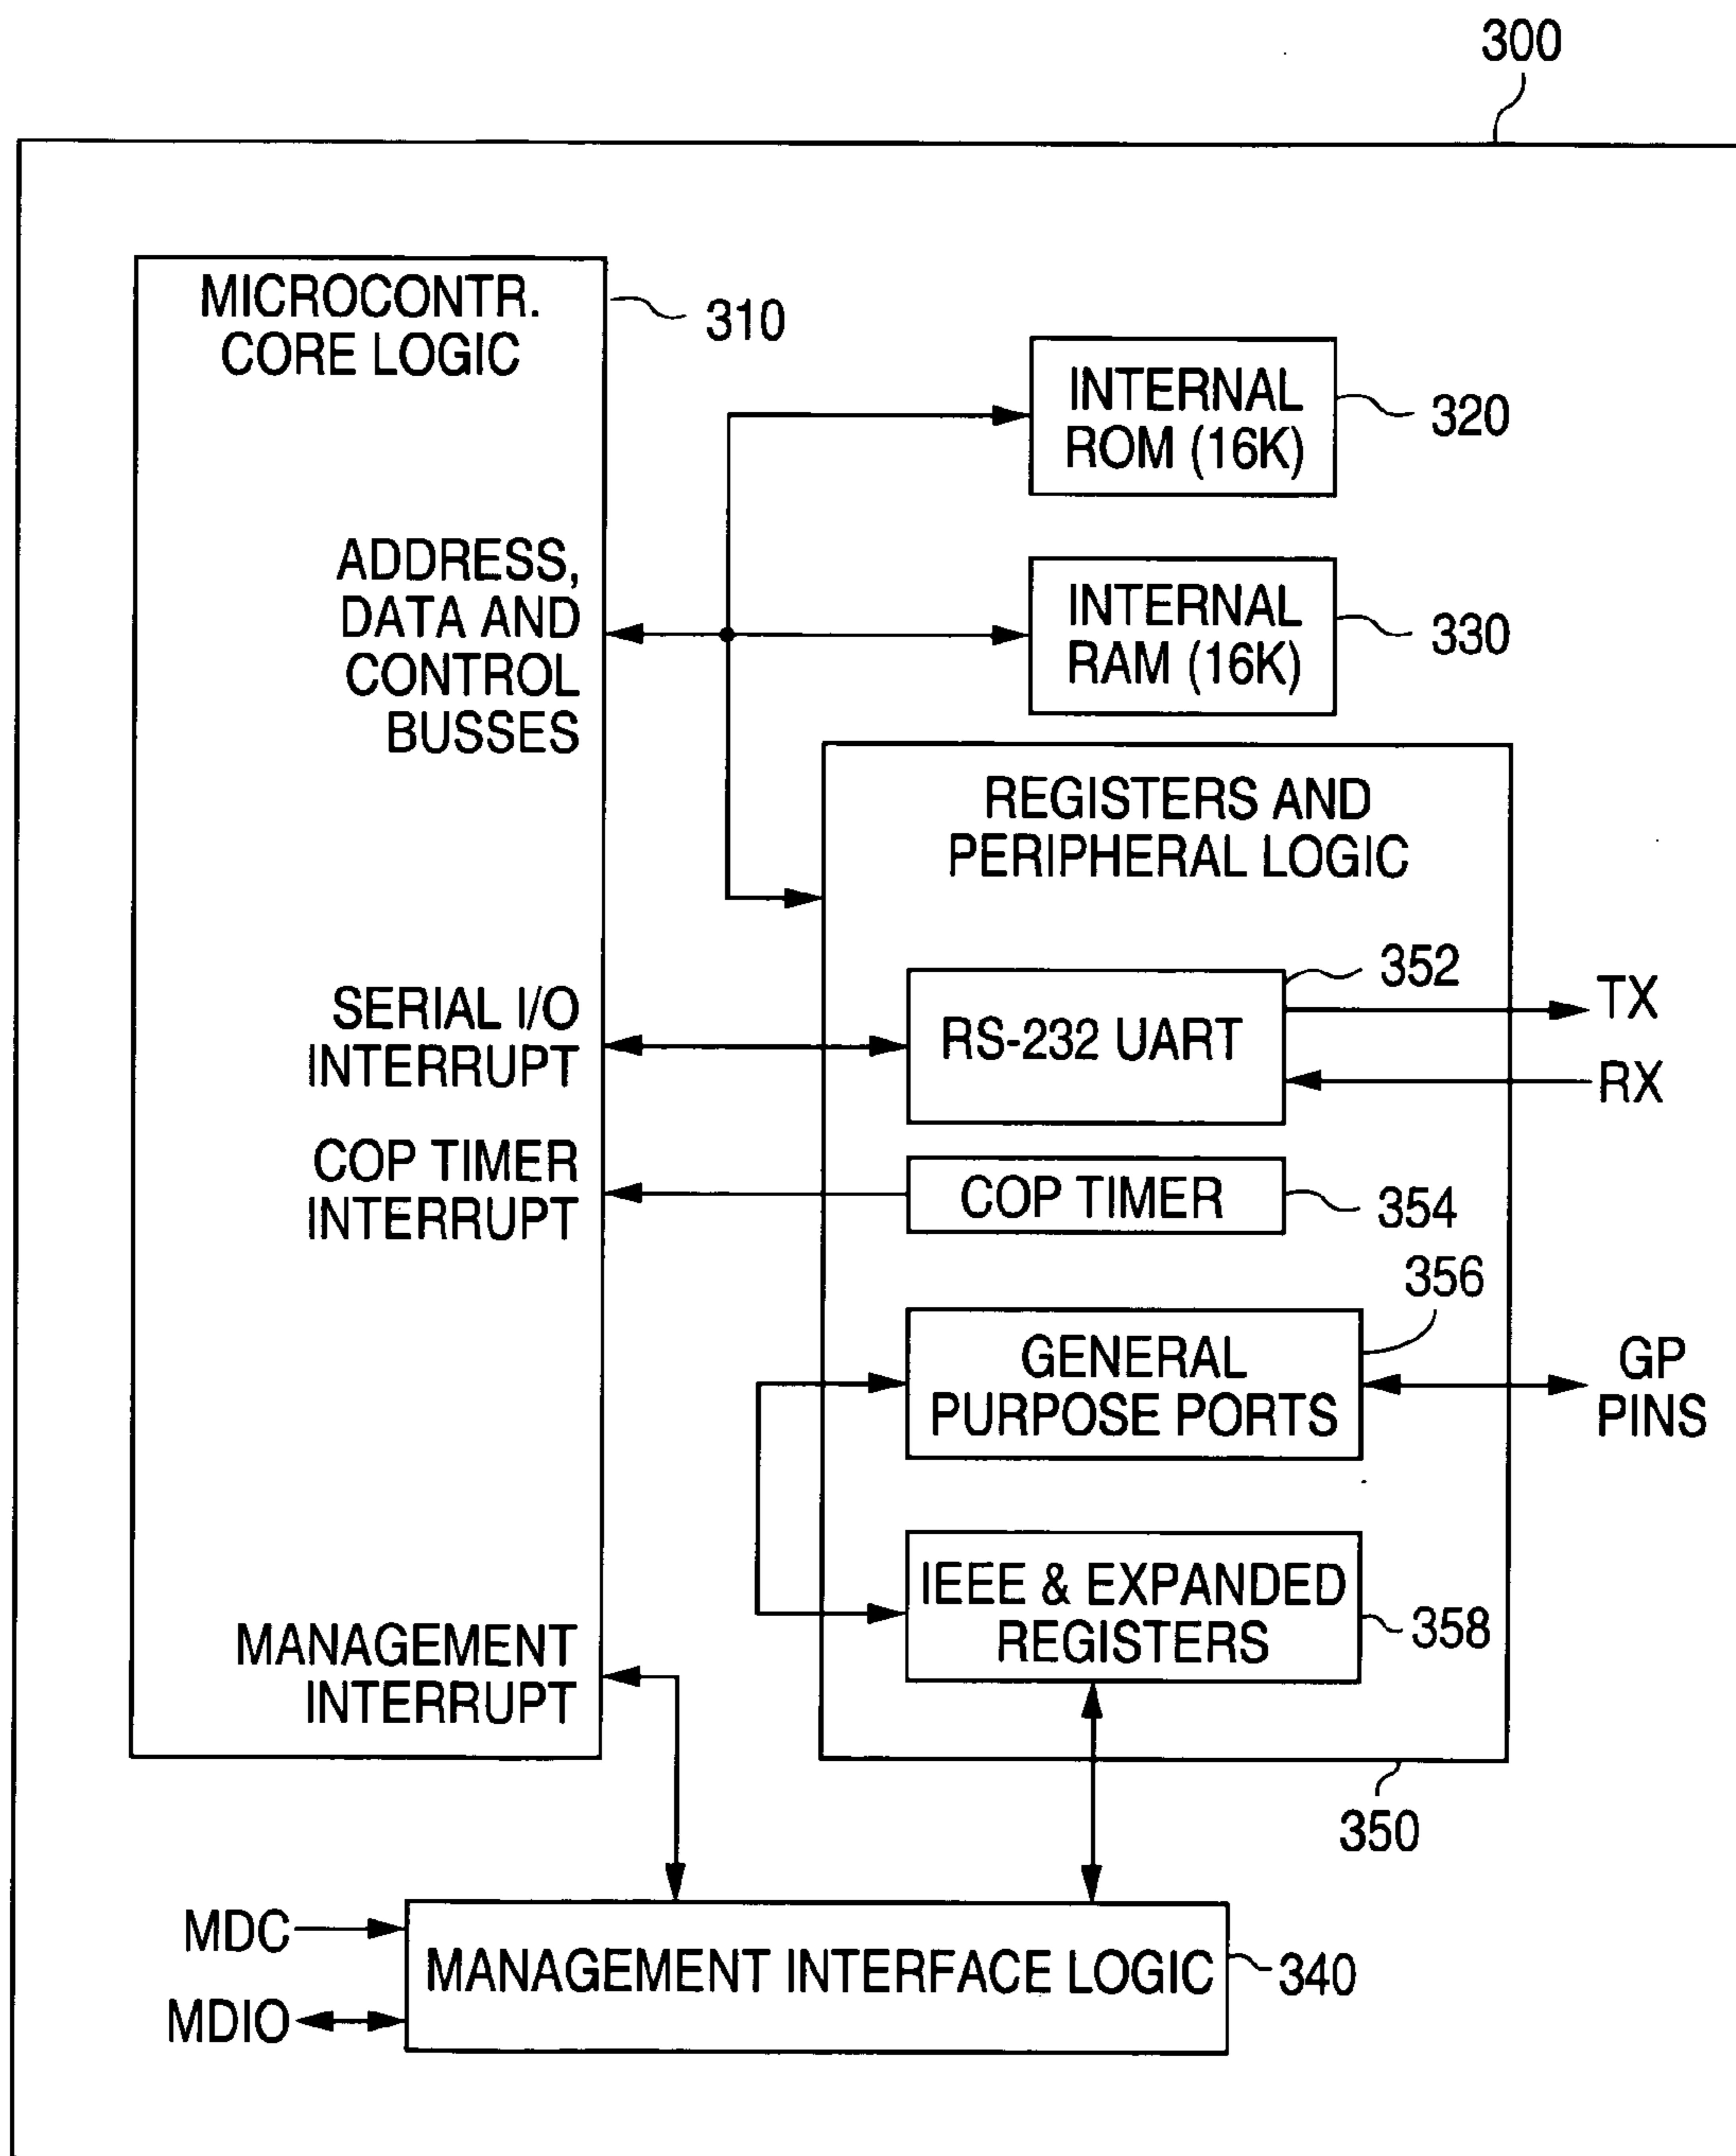 300
MICROCONTR.
CORE LOGIC
310
INTERNAL
ROM (16K)
320
ADDRESS,
DATA AND
CONTROL
BUSSES
INTERNAL
RAM (16K)
330
REGISTERS AND
PERIPHERAL LOGIC
352
SERIAL I/O
INTERRUPT
RS-232 UART
TX
RX
COP TIMER
INTERRUPT
COP TIMER
354
356
GENERAL
PURPOSE PORTS
GP
PINS
IEEE & EXPANDED
REGISTERS
358
MANAGEMENT
INTERRUPT
350
MDC
MANAGEMENT INTERFACE LOGIC
340
MDIO